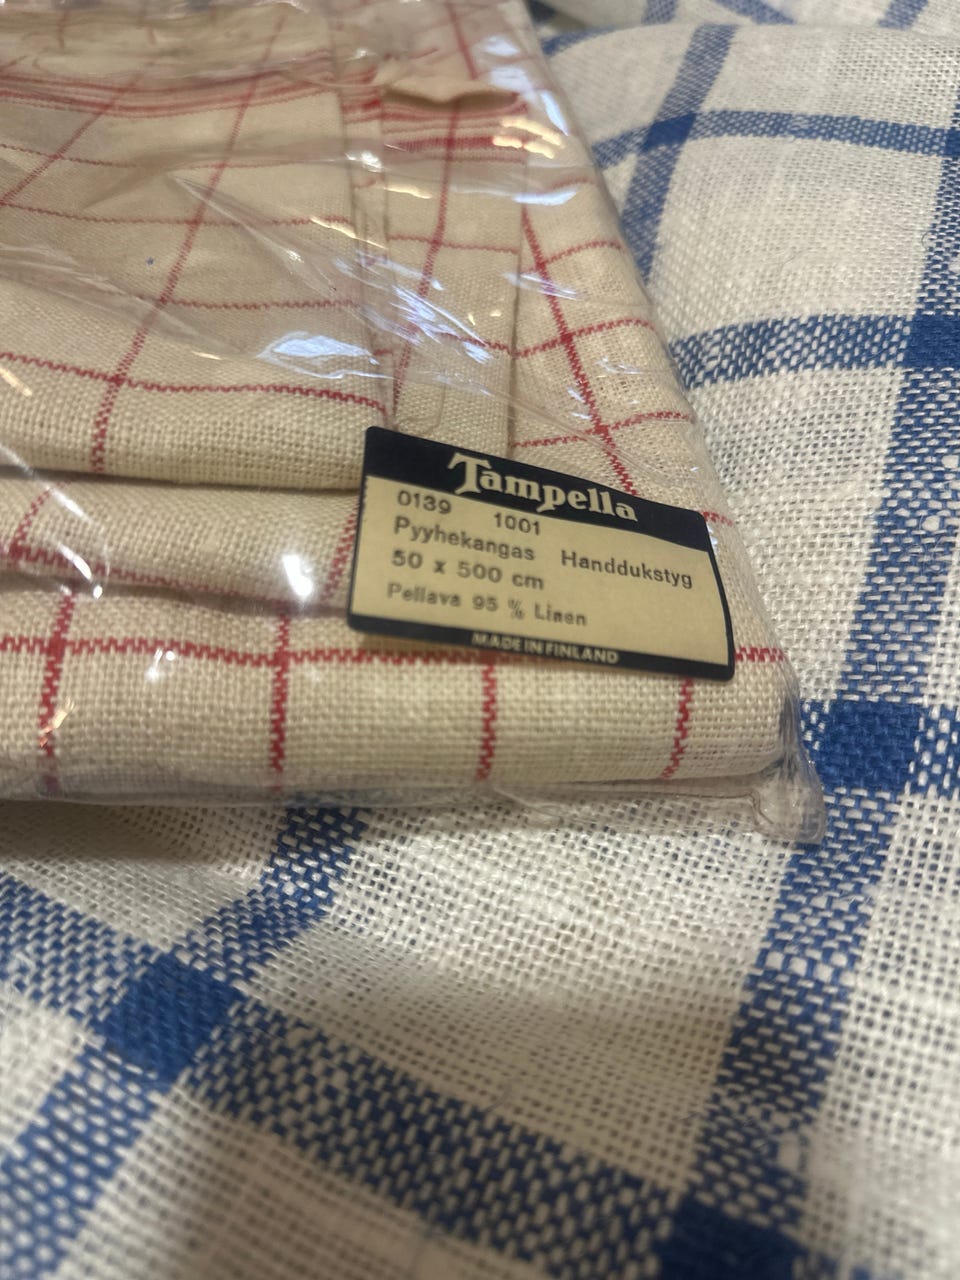 Tampella
0139 1001
Pyyhekangas Handdukstyg
50 x 500 cm
Pellava 95 % Linen
MADE IN FINLAND